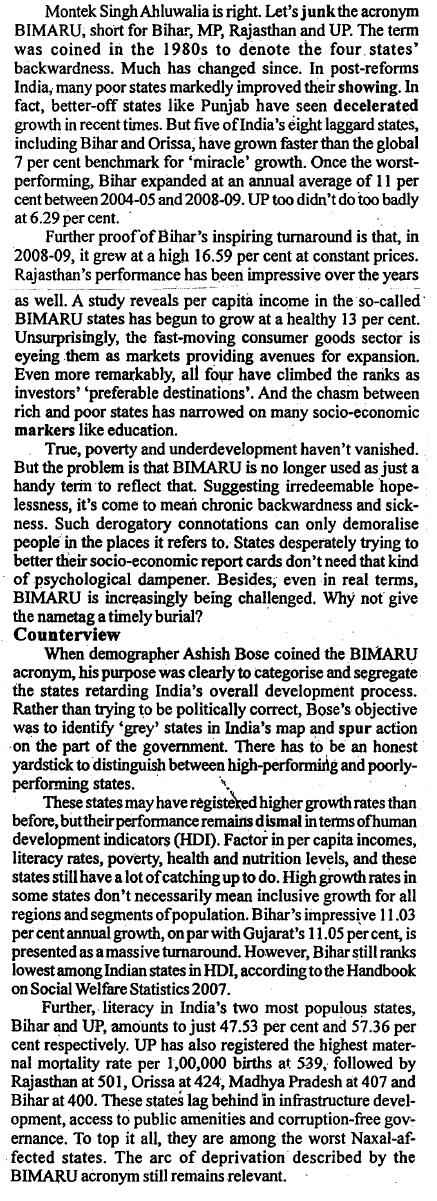 Montek Singh Ahluwalia is right. Let's junk the acronym
BIMARU, short for Bihar, MP, Rajasthan and UP. The term
was coined in the 1980s to denote the four states'
backwardness. Much has changed since. In post-reforms
India, many poor states markedly improved their showing. In
fact, better-off states like Punjab have seen decelerated
growth in recent times. But five of India's eight laggard states,
including Bihar and Orissa, have grown faster than the global
7 per cent benchmark for 'miracle' growth. Once the worst-
performing, Bihar expanded at an annual average of 11 per
cent between 2004-05 and 2008-09. UP too didn't do too badly
at 6.29 per cent.
Further proof of Bihar's inspiring turnaround is that, in
2008-09, it grew at a high 16.59 per cent at constant prices.
Rajasthan's performance has been impressive over the years
as well. A study reveals per capita income in the so-called
BIMARU states has begun to grow at a healthy 13 per cent.
Unsurprisingly, the fast-moving consumer goods sector is
eyeing them as markets providing avenues for expansion.
Even more remarkably, all four have climbed the ranks as
investors' 'preferable destinations'. And the chasm between
rich and poor states has narrowed on many socio-economic
markers like education.
True, poverty and underdevelopment haven't vanished.
But the problem is that BIMARU is no longer used as just a
handy term to reflect that. Suggesting irredeemable hope-
lessness, it's come to mean chronic backwardness and sick-
ness. Such derogatory connotations can only demoralise
people in the places it refers to. States desperately trying to
better their socio-economic report cards don't need that kind
of psychological dampener. Besides, even in real terms,
BIMARU is increasingly being challenged. Why not give
the nametag a timely burial?
Counterview
When demographer Ashish Bose coined the BIMARU
acronym, his purpose was clearly to categorise and segregate
the states retarding India's overall development process.
Rather than trying to be politically correct, Bose's objective
was to identify 'grey' states in India's map and spur action
on the part of the government. There has to be an honest
yardstick to distinguish between high-performing and poorly-
performing states.
These states may have registered higher growth rates than
before, but their performance remains dismal in terms of human
development indicators (HDI). Factor in per capita incomes,
literacy rates, poverty, health and nutrition levels, and these
states still have a lot of catching up to do. High growth rates in
some states don't necessarily mean inclusive growth for all
regions and segments of population. Bihar's impressive 11.03
per cent annual growth, on par with Gujarat's 11.05 per cent, is
presented as a massive turnaround. However, Bihar still ranks
lowest among Indian states in HDI, according to the Handbook
on Social Welfare Statistics 2007.
Further, literacy in India's two most populous states,
Bihar and UP, amounts to just 47.53 per cent and 57.36 per
cent respectively. UP has also registered the highest mater-
nal mortality rate per 1,00,000 births at 539, followed by
Rajasthan at 501, Orissa at 424, Madhya Pradesh at 407 and
Bihar at 400. These states lag behind in infrastructure devel-
opment, access to public amenities and corruption-free gov-
ernance. To top it all, they are among the worst Naxal-af-
fected states. The arc of deprivation described by the
BIMARU acronym still remains relevant.